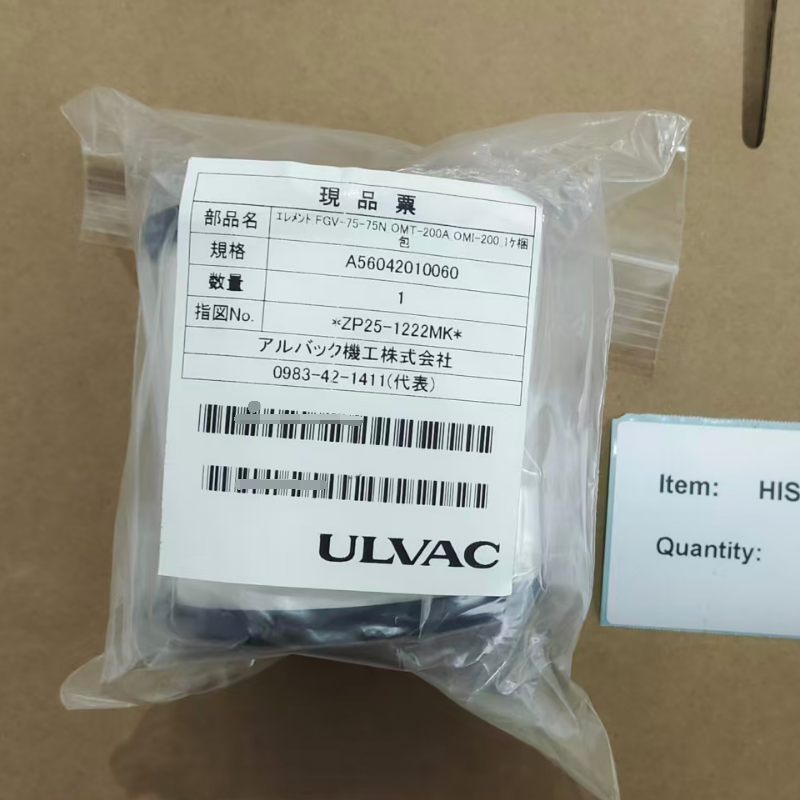 現品票
部品名 エレメント FGV-75-75N OMT-200A OMI-200 1ケ梱
包
規格 A56042010060
数量 1
指図No. *ZP25-1222MK*
アルバック機工株式会社
0983-42-1411(代表)
ULVAC
Item: HIS
Quantity: